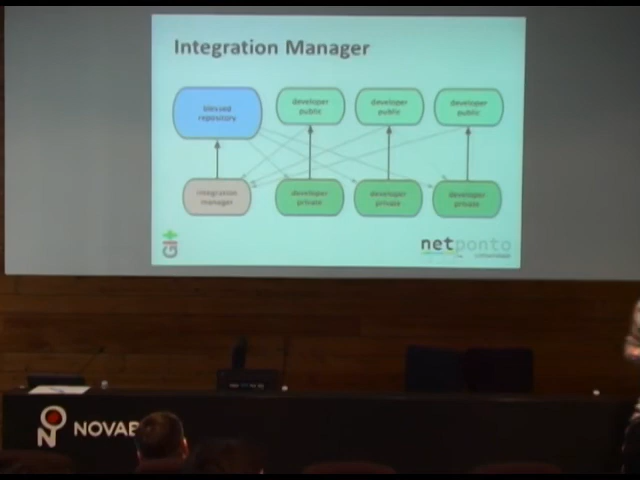 Integration Manager
blessed
repository
developer
public
developer
public
developer
public
integration
manager
developer
private
developer
private
developer
private
git
netponto
NOVAB